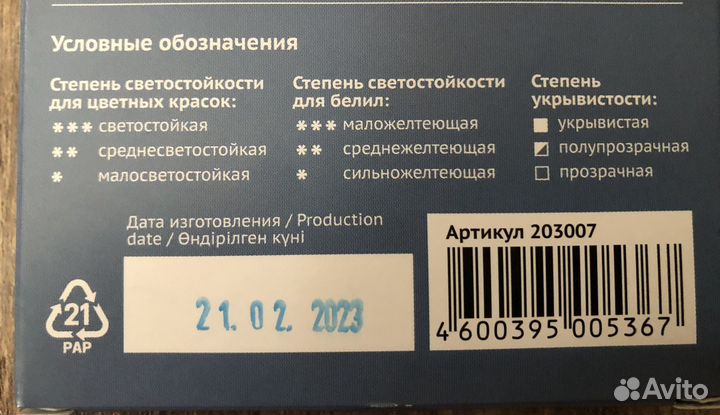 Условные обозначения
Степень светостойкости
для цветных красок:
*** светостойкая
** среднесветостойкая
* малосветостойкая
Степень светостойкости
для белил:
*** маложелтеющая
** среднежелтеющая
* сильножелтеющая
Степень
укрывистости:
укрывистая
полупрозрачная
прозрачная
Дата изготовления / Production
date / Өндірілген күні
21.02.2023
21
PAP
Артикул 203007
4 600395 005367
Avito